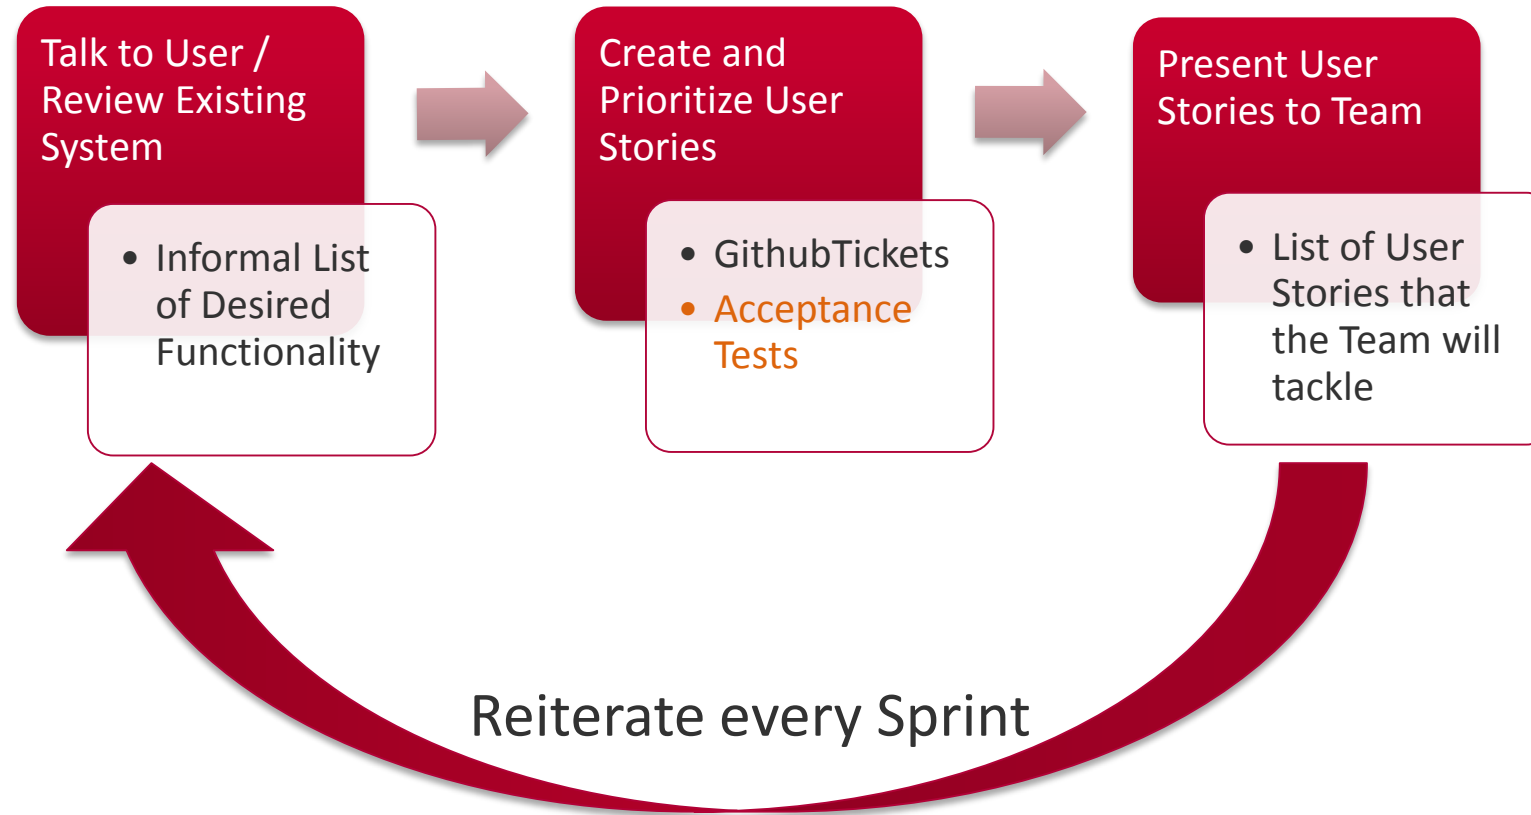 Talk to User /
Review Existing
System
• Informal List
of Desired
Functionality
Create and
Prioritize User
Stories
• GithubTickets
• Acceptance
Tests
Present User
Stories to Team
• List of User
Stories that
the Team will
tackle
Reiterate every Sprint